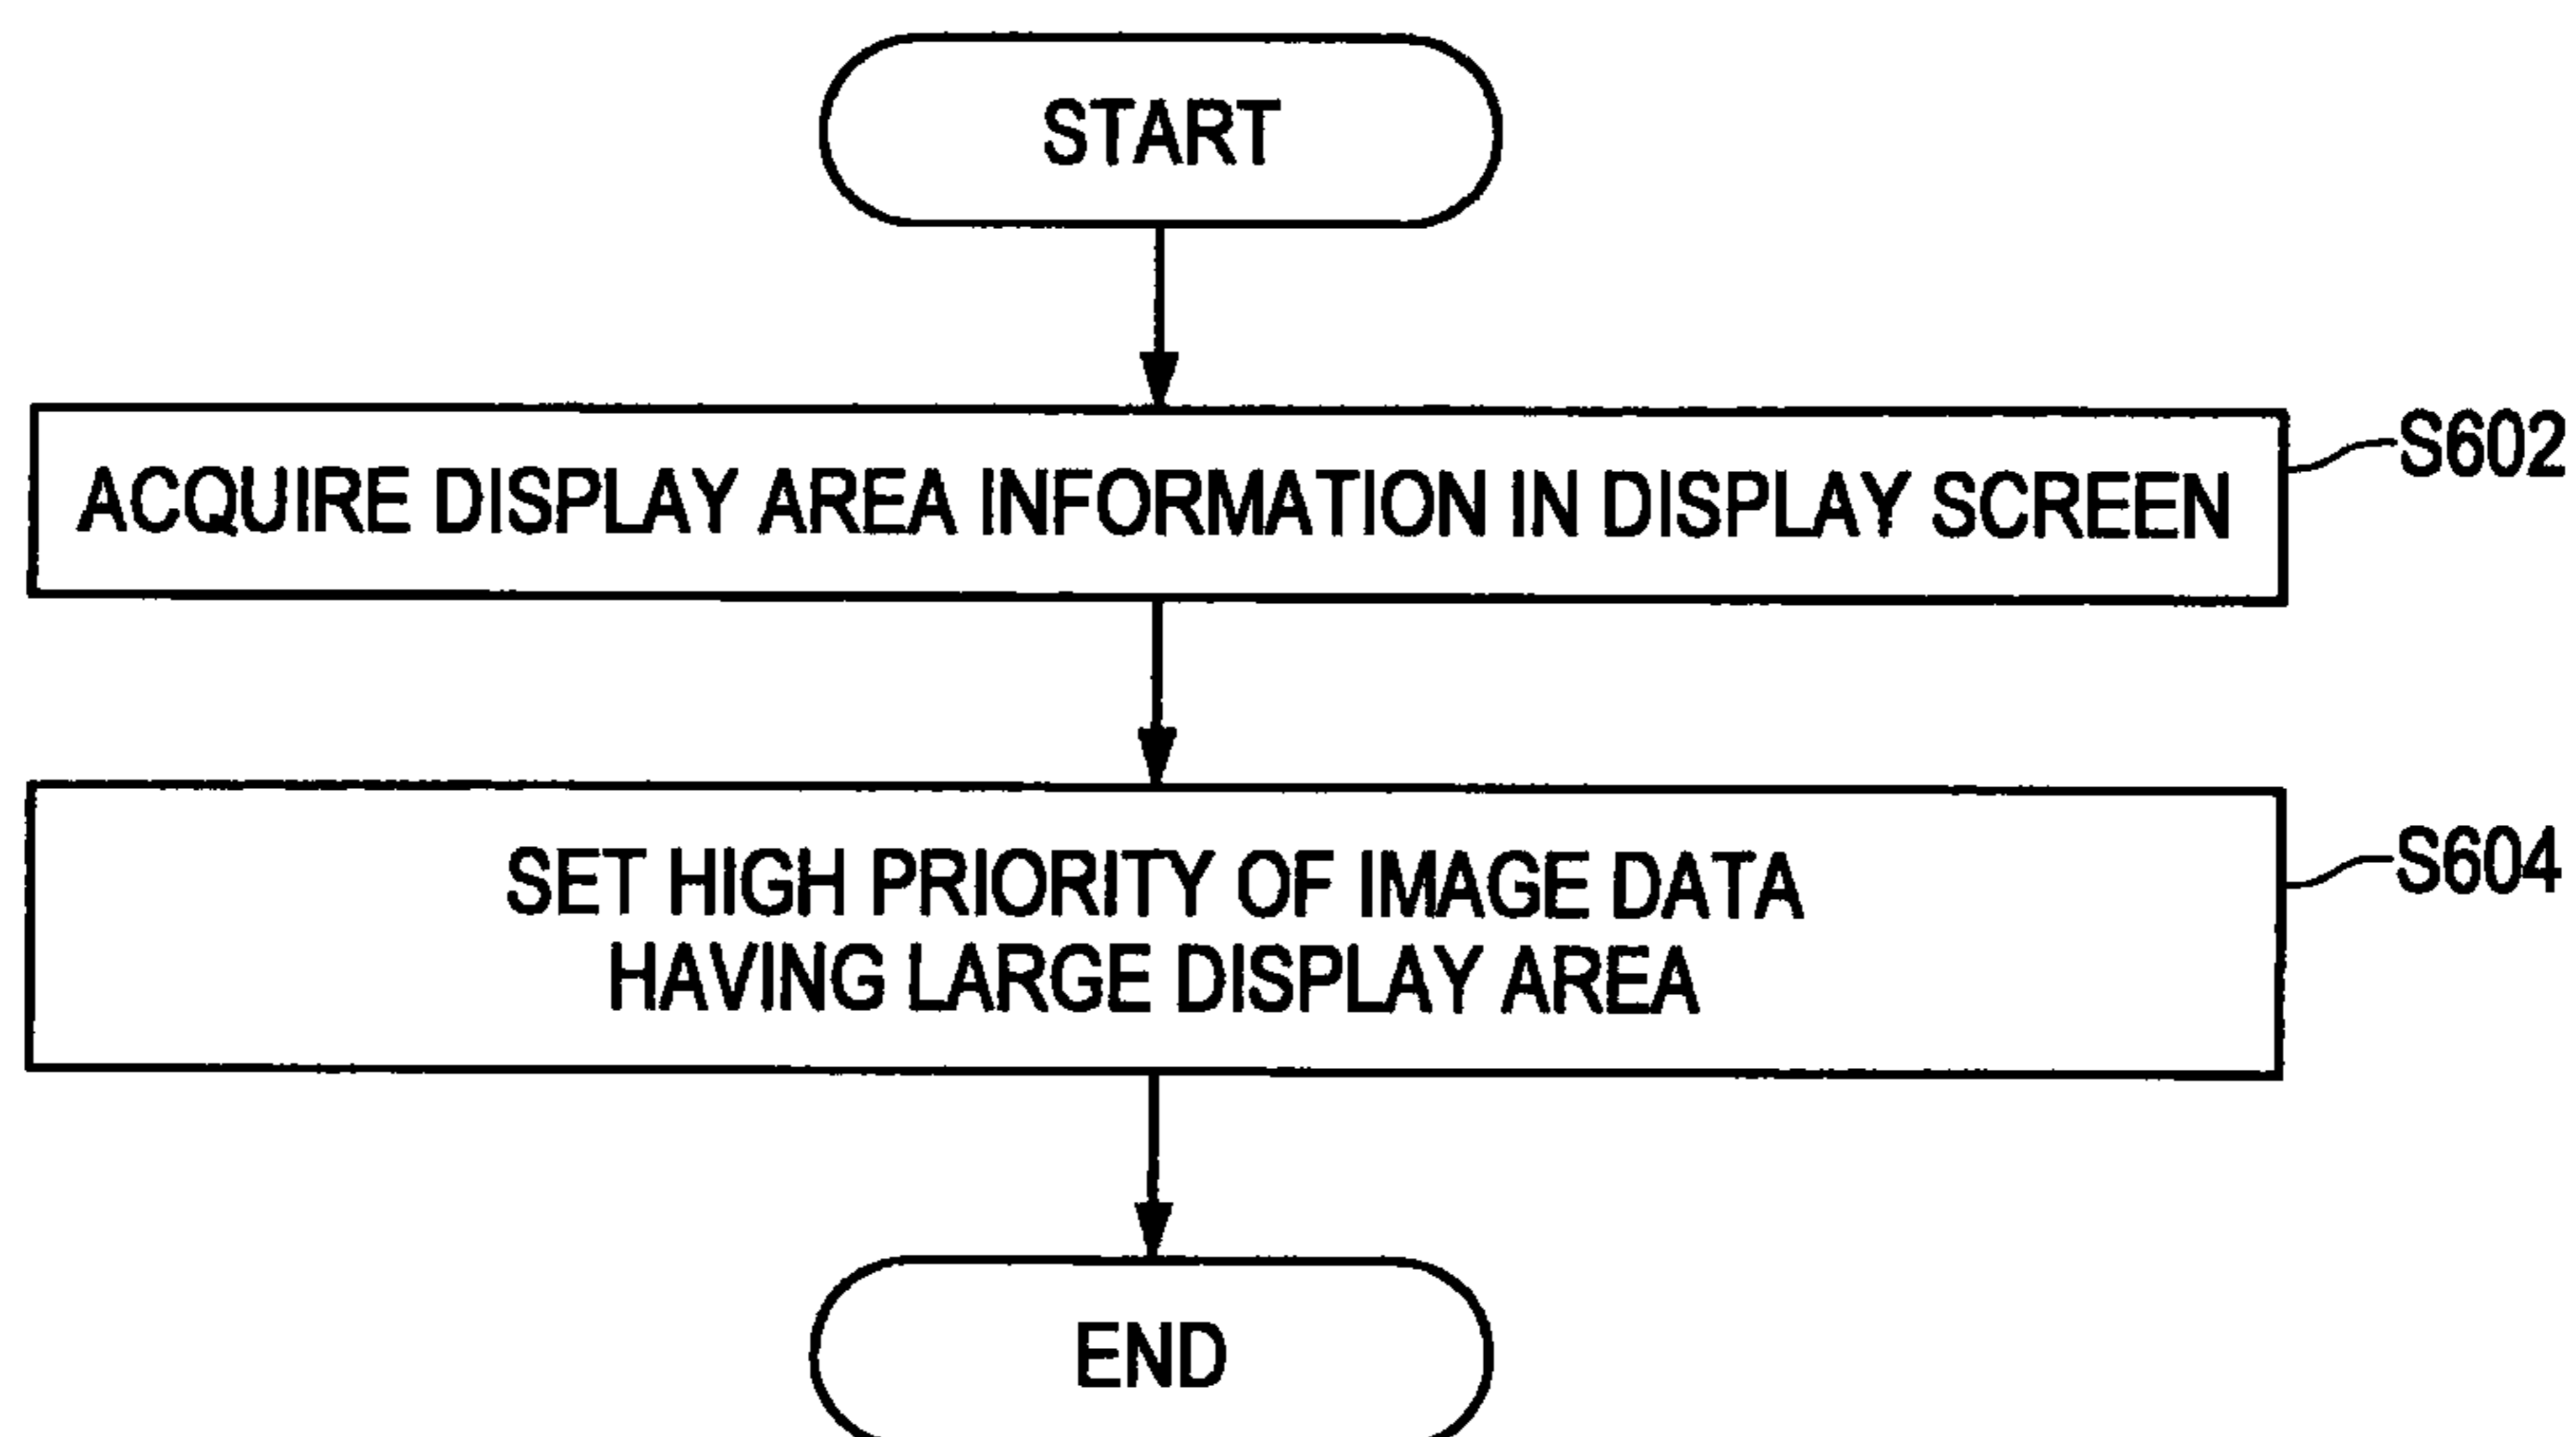 START
ACQUIRE DISPLAY AREA INFORMATION IN DISPLAY SCREEN
S602
SET HIGH PRIORITY OF IMAGE DATA
HAVING LARGE DISPLAY AREA
S604
END